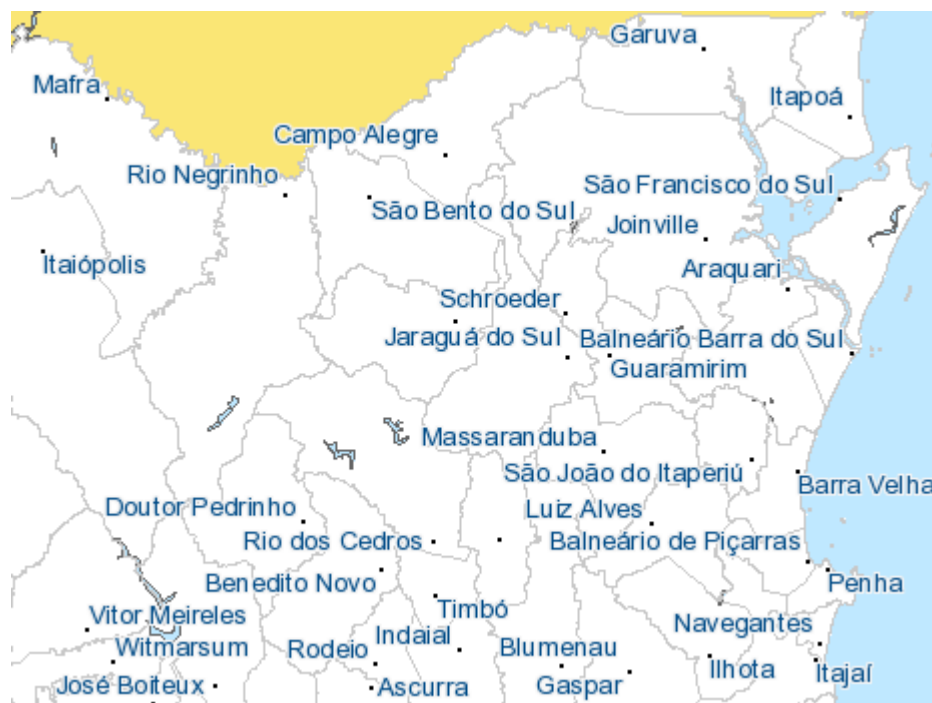 Garuva
Mafra
Itapoá
Campo Alegre
Rio Negrinho
São Francisco do Sul
São Bento do Sul
Joinville
Itaiópolis
Araquari
Schroeder
Jaraguá do Sul
Balneário Barra do Sul
Guaramirim
Massaranduba
São João do Itaperiú
Barra Velha
Doutor Pedrinho
Luiz Alves
Rio dos Cedros
Balneário de Piçarras
Benedito Novo
Penha
Timbó
Vitor Meireles
Navegantes
Indaial
Witmarsum
Rodeio
Blumenau
Ilhota
Itajaí
José Boiteux
Ascurra
Gaspar